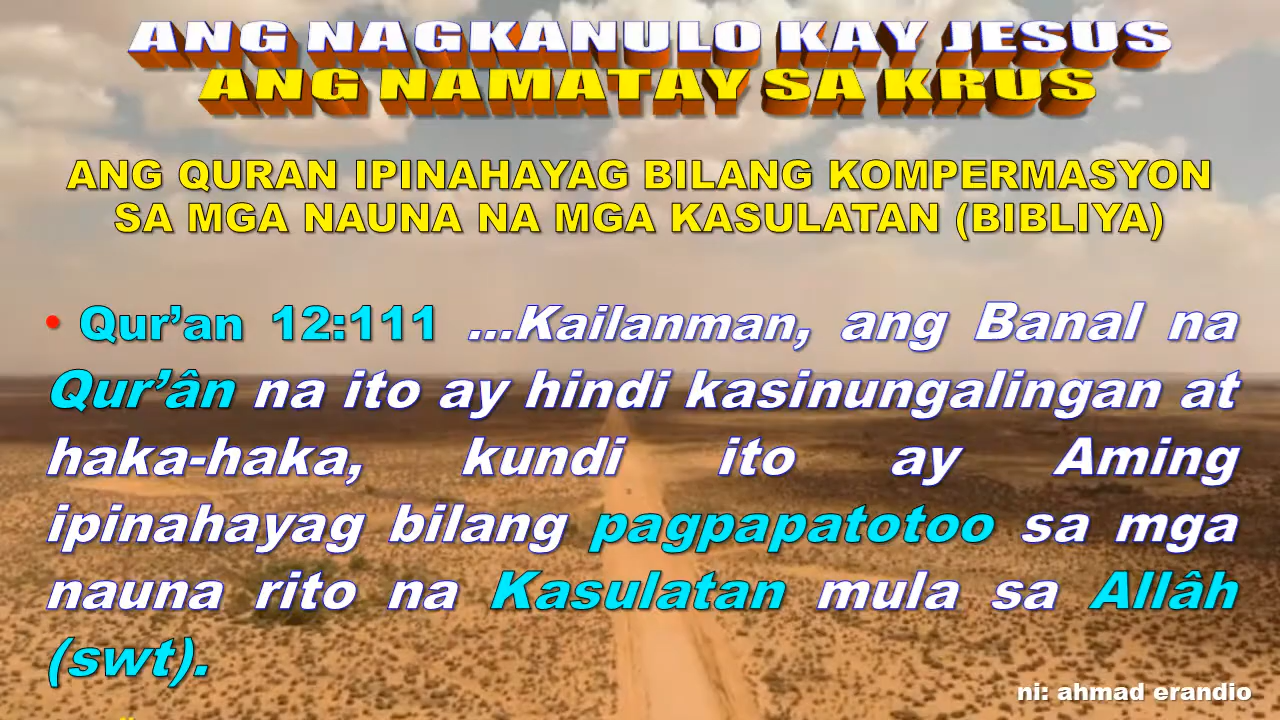 ANG NAGKANULO KAY JESUS
ANG NAMATAY SA KRUS
ANG QURAN IPINAHAYAG BILANG KOMPERMASYON
SA MGA NAUNA NA MGA KASULATAN (BIBLIYA)
• Qur’an 12:111 ...Kailanman, ang Banal na
Qur’ân na ito ay hindi kasinungalingan at
haka-haka, kundi ito ay Aming
ipinahayag bilang pagpapatotoo sa mga
nauna rito na Kasulatan mula sa Allâh
(swt).
ni: ahmad erandio